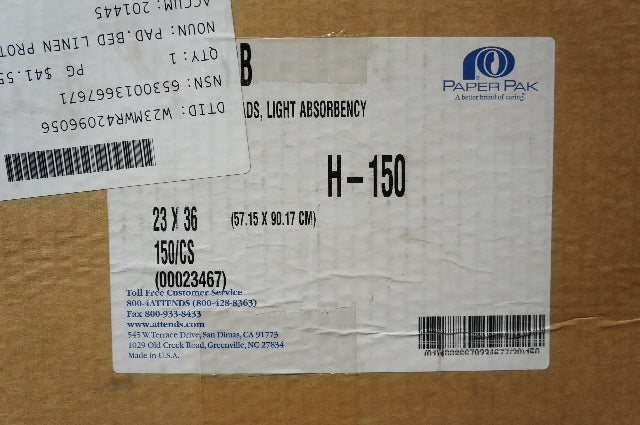 ACCUM: 201445
NOUN: PAD,BED LINEN PROT
QTY: 1 PG $41.55
NSN: 6530013667671
DTID: W23MWR42096056
B
PAPER PAK
A better brand of caring.
ADS, LIGHT ABSORBENCY
H-150
23 X 36 (57.15 X 90.17 CM)
150/CS
(00023467)
Toll Free Customer Service
800-4ATTENDS (800-428-8363)
Fax 800-933-8433
www.attends.com
545 W. Terrace Drive, San Dimas, CA 91773
1029 Old Creek Road, Greenville, NC 27834
Made in U.S.A.